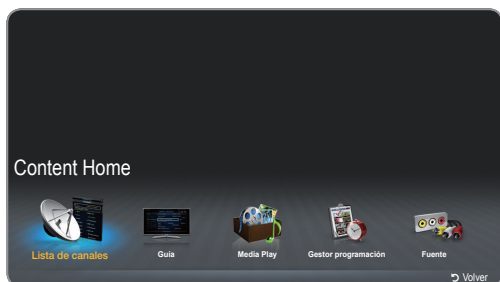 Content Home
Lista de canales Guía Media Play Gestor programación Fuente
Volver